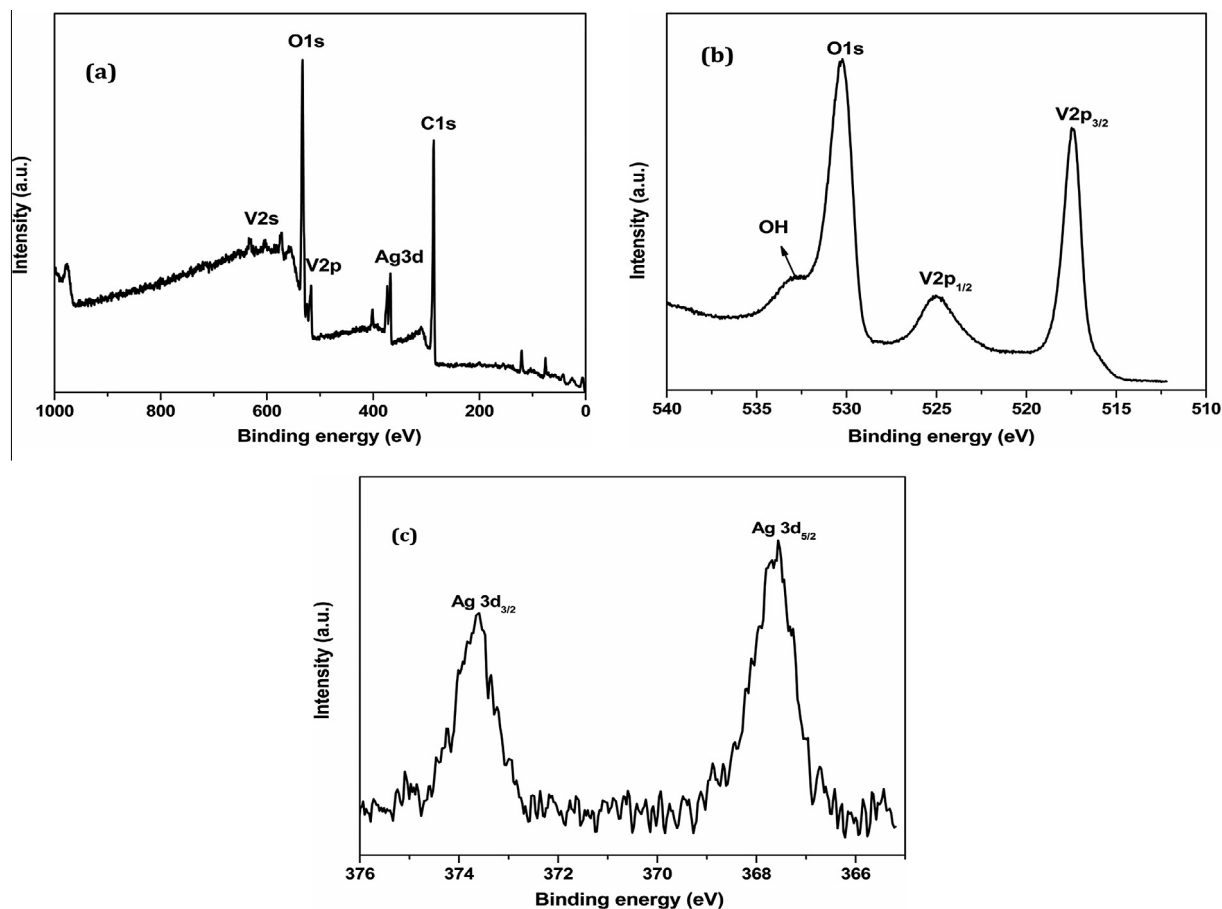 (a)
O1s
C1s
V2s
V2p
Ag3d
Intensity (a.u.)
1000 800 600 400 200 0
Binding energy (eV)
(b)
O1s
V2p3/2
OH
V2p1/2
Intensity (a.u.)
540 535 530 525 520 515 510
Binding energy (eV)
(c)
Ag 3d5/2
Ag 3d3/2
Intensity (a.u.)
376 374 372 370 368 366
Binding energy (eV)